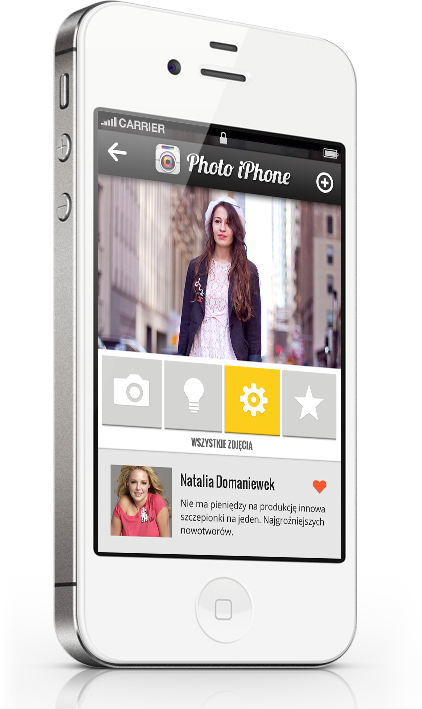 CARRIER
Photo iPhone
WSZYSTKIE ZDJĘCIA
Natalia Domaniewek
Nie ma pieniędzy na produkcję innowa
szczepionki na jeden. Najgroźniejszych
nowotworów.